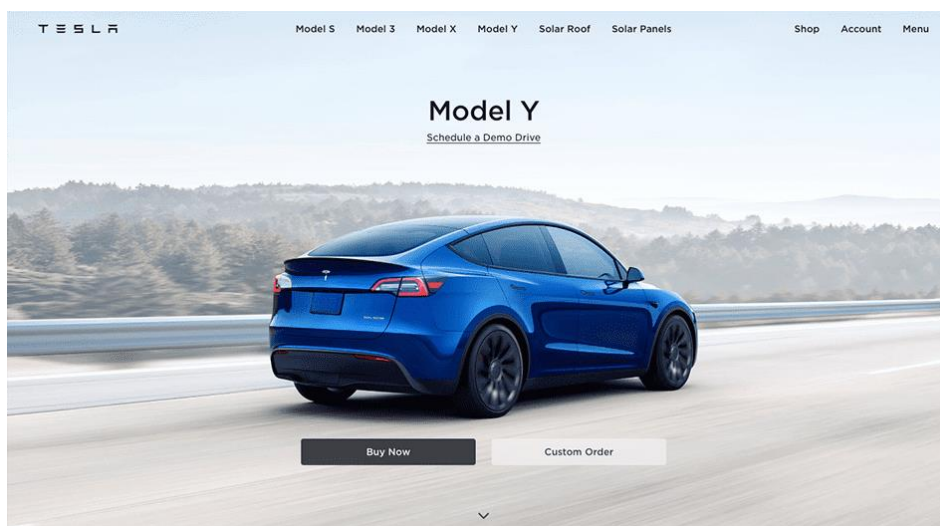 TESLA Model S Model 3 Model X Model Y Solar Roof Solar Panels Shop Account Menu
Model Y
Schedule a Demo Drive
Buy Now Custom Order